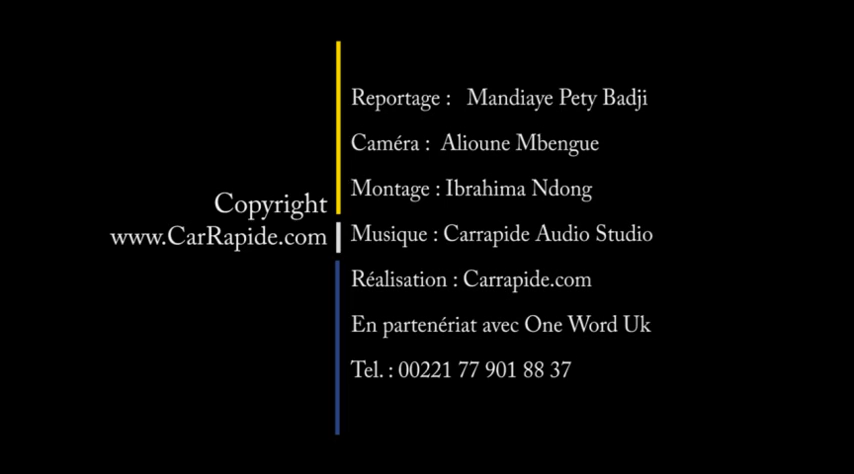 Copyright
www.CarRapide.com
Reportage : Mandiaye Pety Badji
Caméra : Alioune Mbengue
Montage : Ibrahima Ndong
Musique : Carrapide Audio Studio
Réalisation : Carrapide.com
En partenériat avec One Word Uk
Tel. : 00221 77 901 88 37